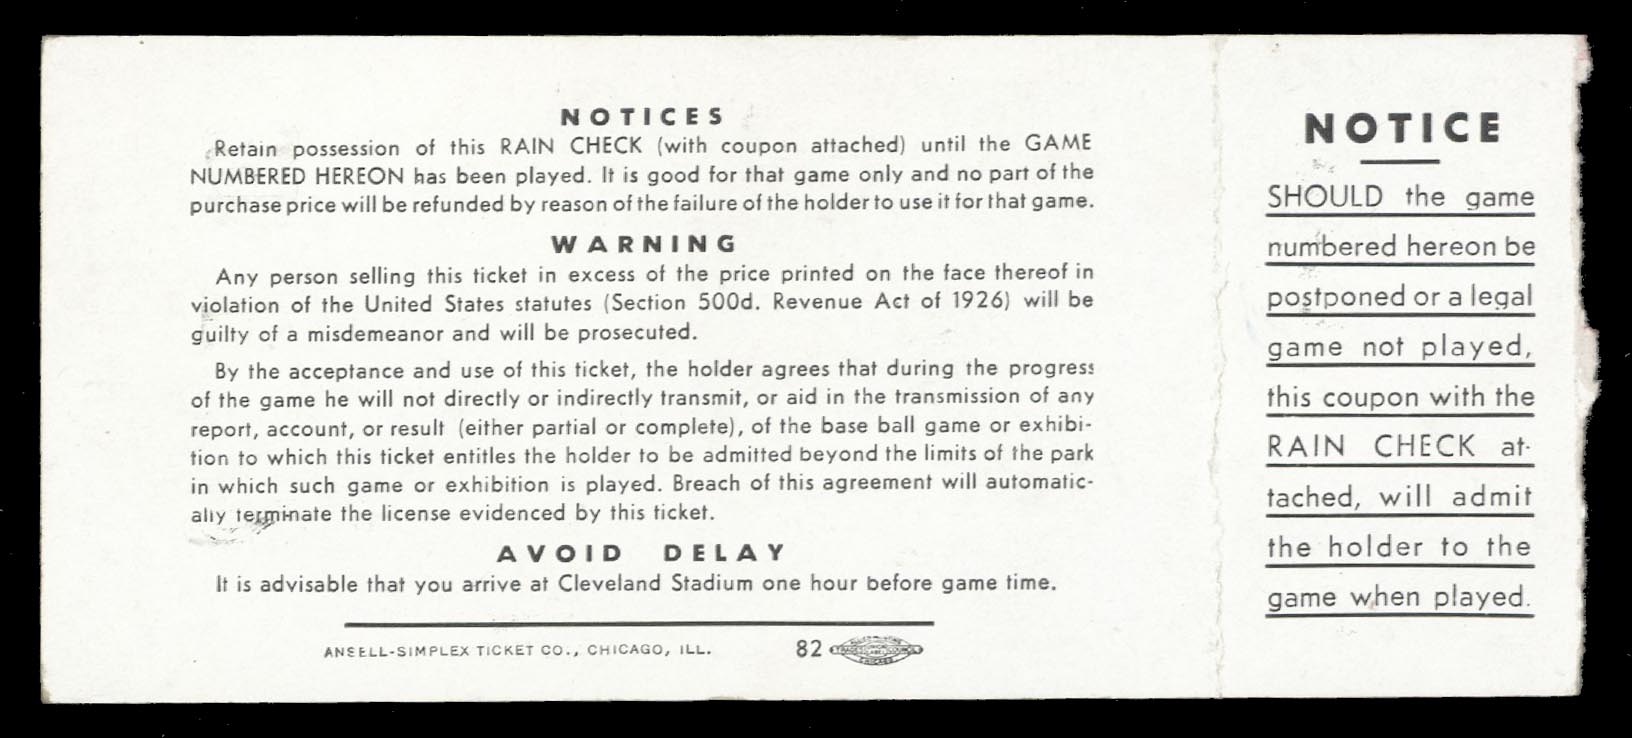 NOTICES
Retain possession of this RAIN CHECK (with coupon attached) until the GAME
NUMBERED HEREON has been played. It is good for that game only and no part of the
purchase price will be refunded by reason of the failure of the holder to use it for that game.
WARNING
Any person selling this ticket in excess of the price printed on the face thereof in
violation of the United States statutes (Section 500d. Revenue Act of 1926) will be
guilty of a misdemeanor and will be prosecuted.
By the acceptance and use of this ticket, the holder agrees that during the progress
of the game he will not directly or indirectly transmit, or aid in the transmission of any
report, account, or result (either partial or complete), of the base ball game or exhibi-
tion to which this ticket entitles the holder to be admitted beyond the limits of the park
in which such game or exhibition is played. Breach of this agreement will automatic-
ally terminate the license evidenced by this ticket.
AVOID DELAY
It is advisable that you arrive at Cleveland Stadium one hour before game time.
ANSELL-SIMPLEX TICKET CO., CHICAGO, ILL. 82
NOTICE
SHOULD the game
numbered hereon be
postponed or a legal
game not played,
this coupon with the
RAIN CHECK at-
tached, will admit
the holder to the
game when played.